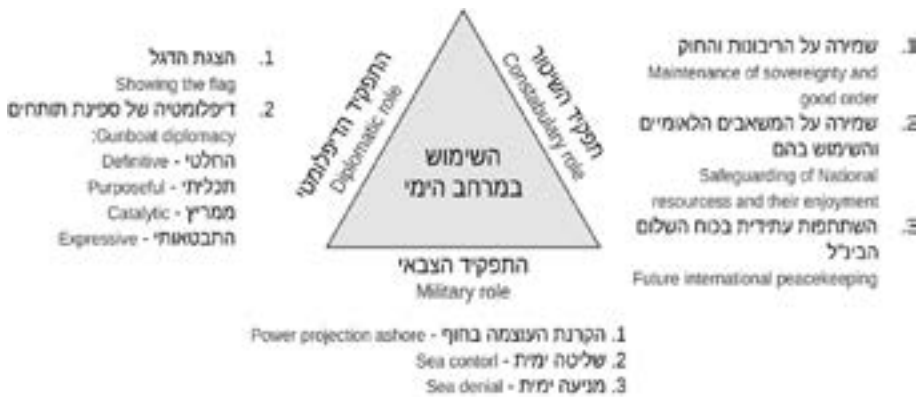 1. שמירה על הריבונות והחוק
Maintenance of sovereignty and
good order
2. שמירה על המשאבים הלאומיים
והשימוש בהם
Safeguarding of National
resourcess and their enjoyment
3. השתתפות עתידית בכוח השלום
הבינ"ל
Future international peacekeeping
תפקיד השיטור
Constabulary role
השימוש
במרחב הימי
התפקיד הדיפלומטי
Diplomatic role
1. הצגת הדגל
Showing the flag
2. דיפלומטיה של ספינת תותחים
Gunboat diplomacy:
החלטי - Definitive
תכליתי - Purposeful
ממריץ - Catalytic
התבטאותי - Expressive
התפקיד הצבאי
Military role
1. הקרנת העוצמה בחוף - Power projection ashore
2. שליטה ימית - Sea contorl
3. מניעה ימית - Sea denial